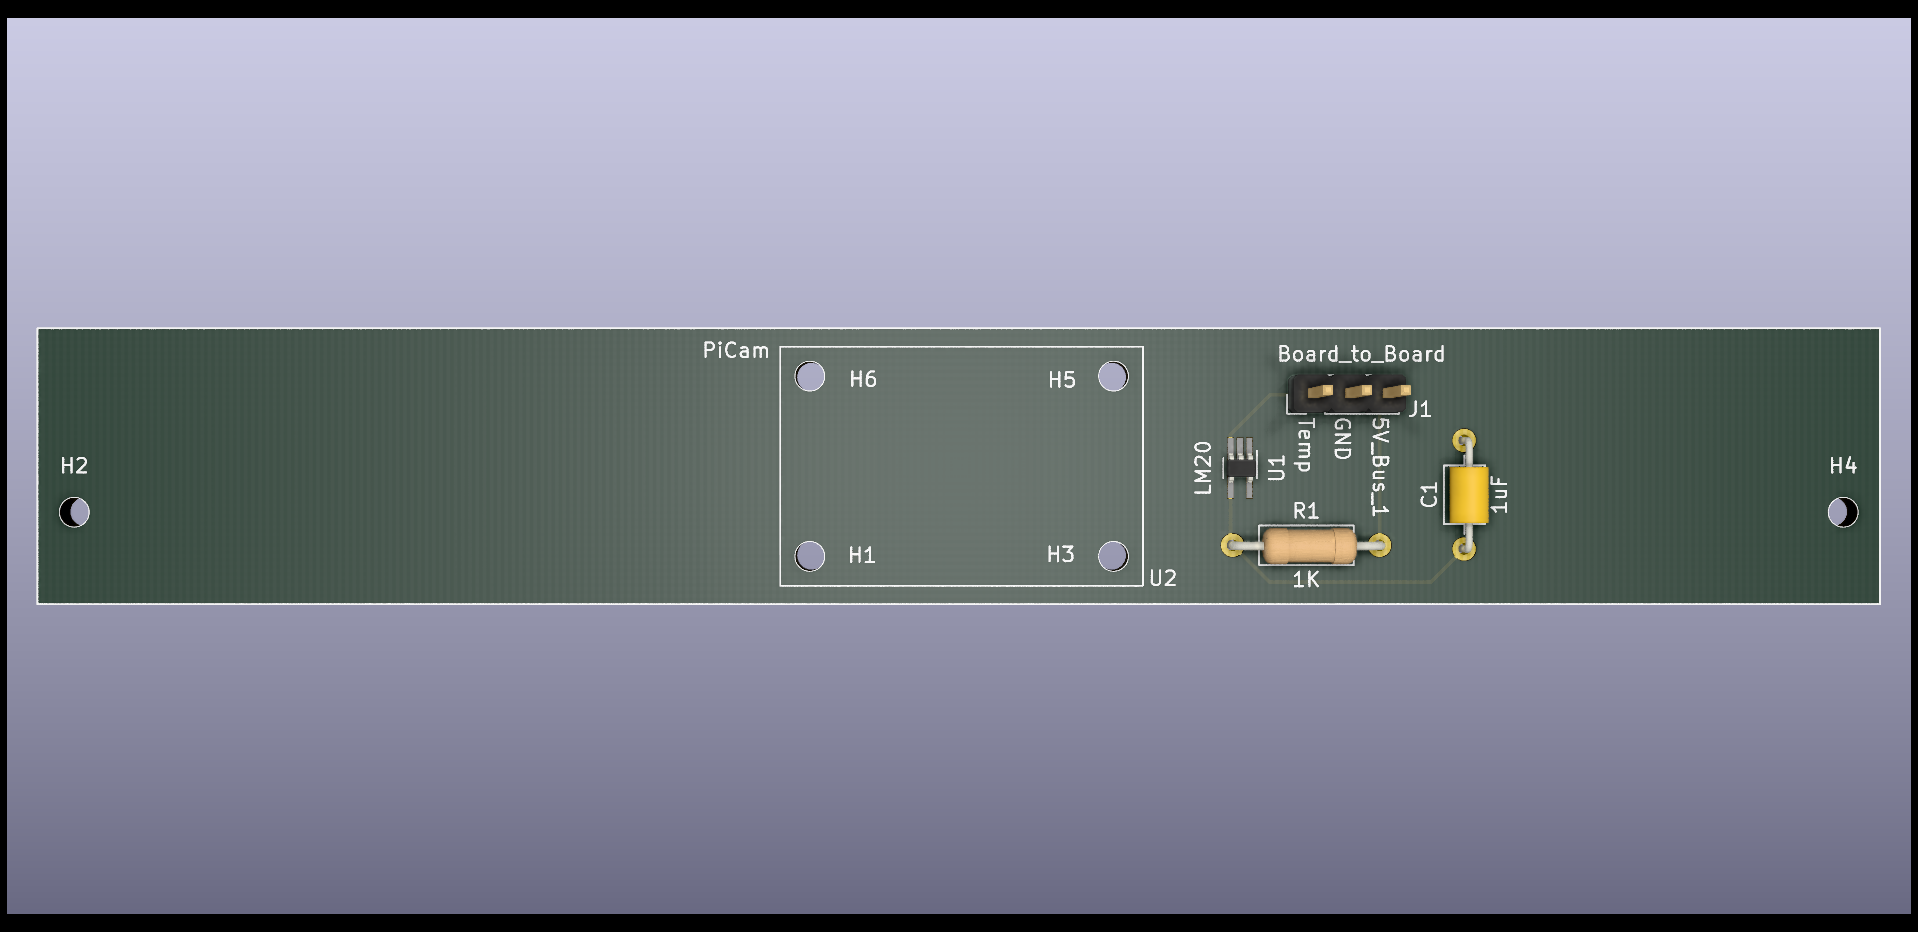 PiCam
Board_to_Board
H6
H5
J1
Temp
GND
5V_Bus_1
LM20
U1
H2
H4
C1
1uF
R1
H1
H3
1K
U2